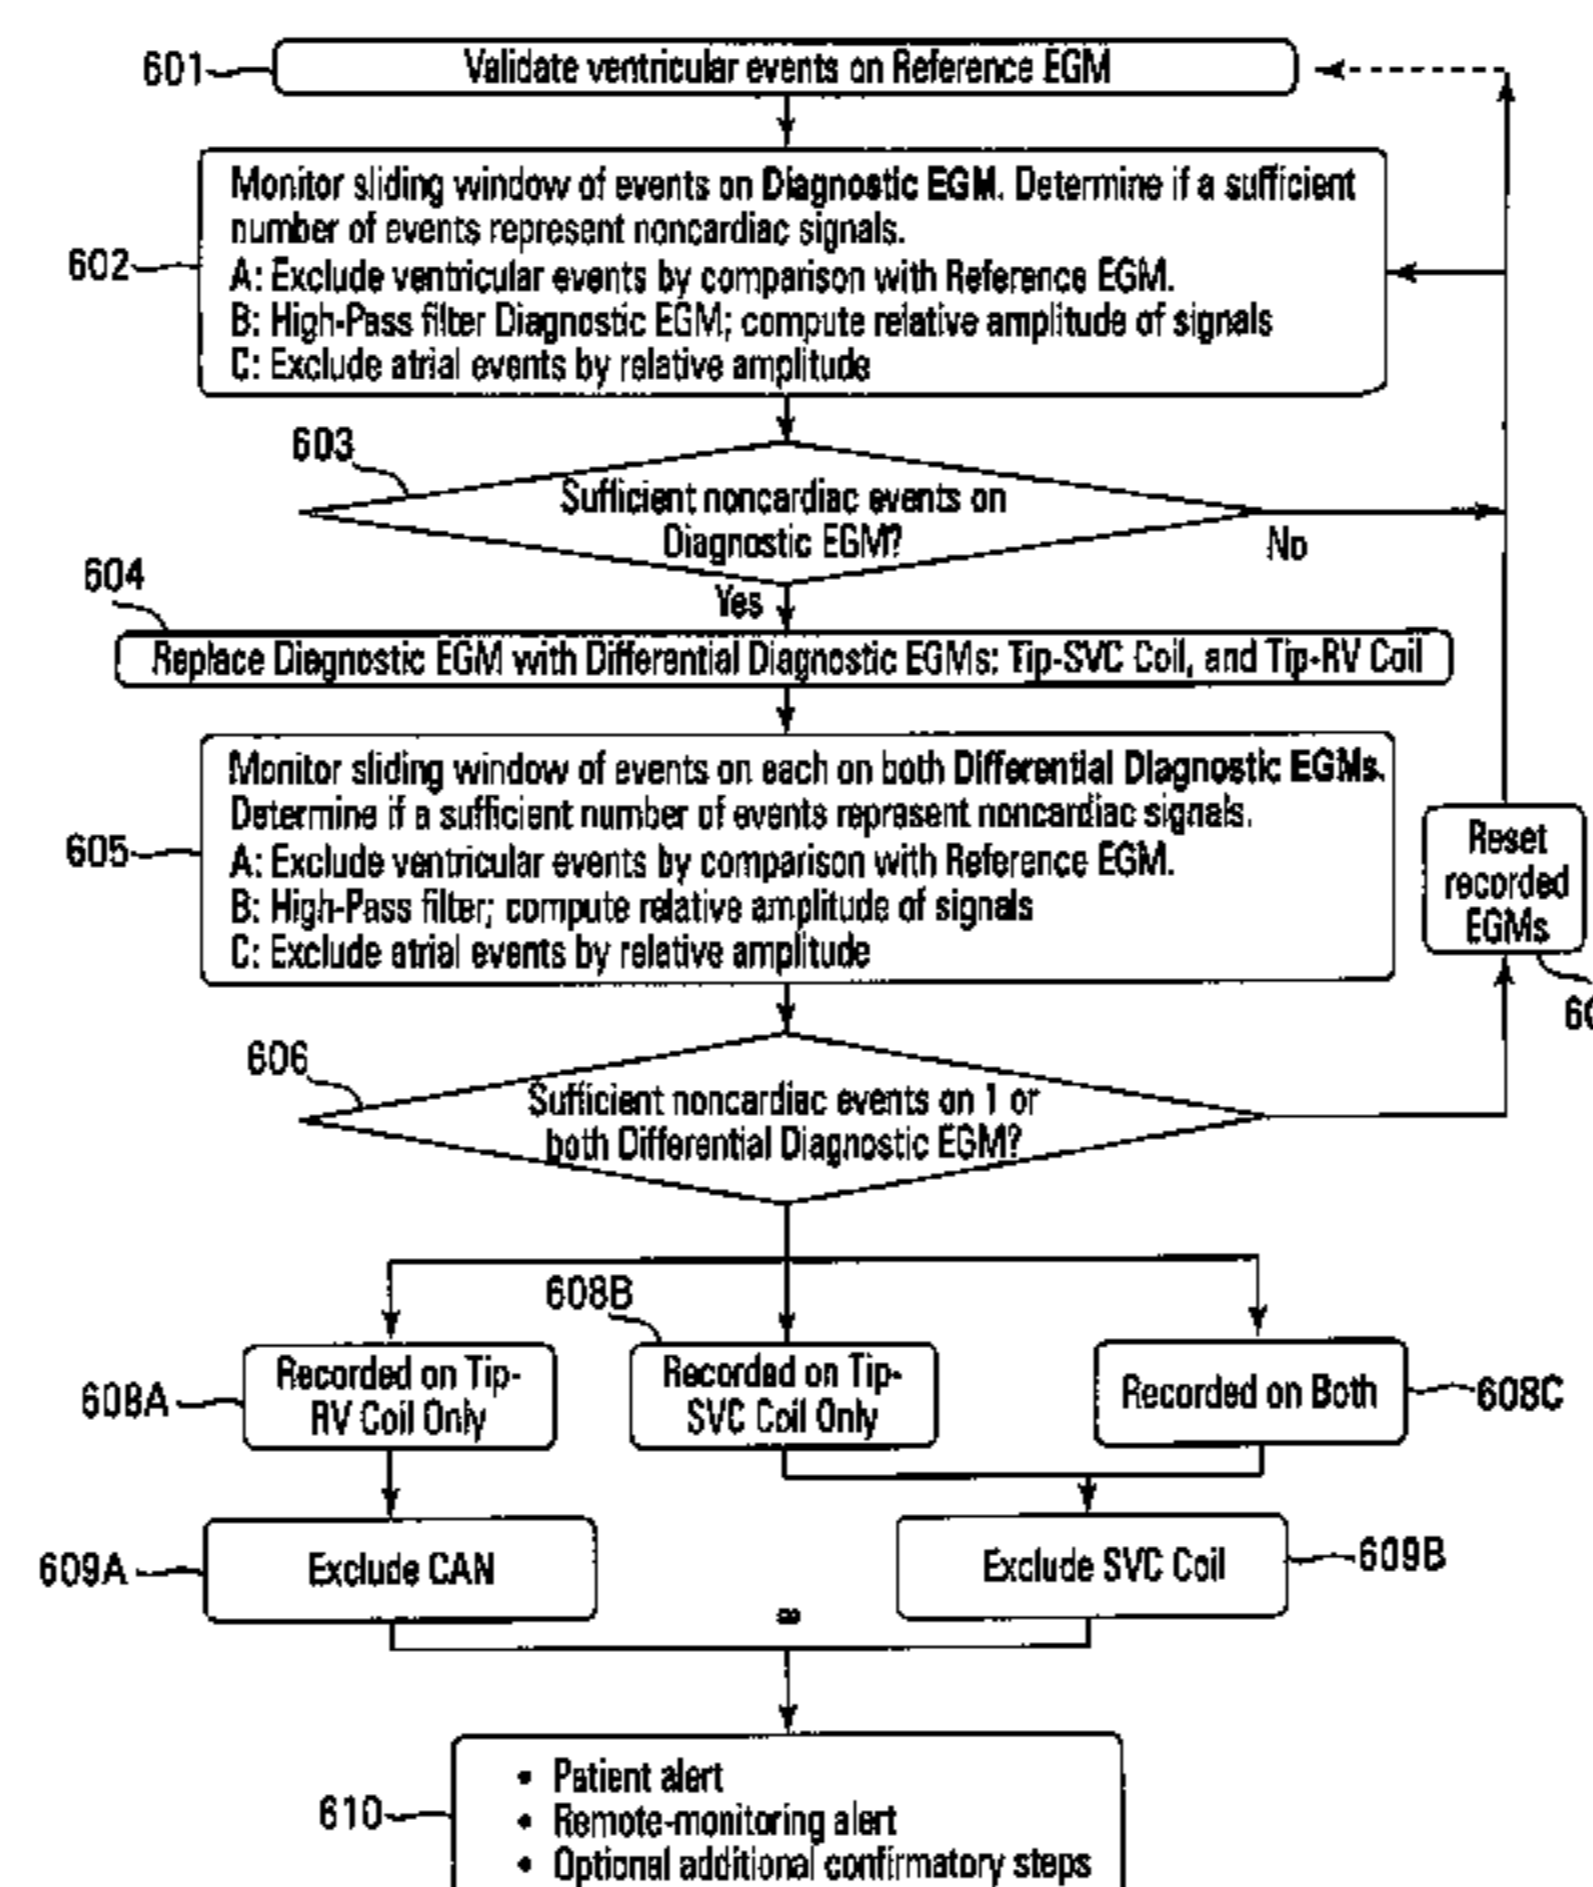 601
Validate ventricular events on Reference EGM
602
Monitor sliding window of events on Diagnostic EGM. Determine if a sufficient
number of events represent noncardiac signals.
A: Exclude ventricular events by comparison with Reference EGM.
B: High-Pass filter Diagnostic EGM; compute relative amplitude of signals
C: Exclude atrial events by relative amplitude
603
Sufficient noncardiac events on
Diagnostic EGM?
No
Yes
604
Replace Diagnostic EGM with Differential Diagnostic EGMs: Tip-SVC Coil, and Tip-RV Coil
605
Monitor sliding window of events on each on both Differential Diagnostic EGMs.
Determine if a sufficient number of events represent noncardiac signals.
A: Exclude ventricular events by comparison with Reference EGM.
B: High-Pass filter; compute relative amplitude of signals
C: Exclude atrial events by relative amplitude
Reset
recorded
EGMs
606
Sufficient noncardiac events on 1 or
both Differential Diagnostic EGM?
608A
Recorded on Tip-
RV Coil Only
608B
Recorded on Tip-
SVC Coil Only
Recorded on Both
608C
609A
Exclude CAN
Exclude SVC Coil
609B
610
• Patient alert
• Remote-monitoring alert
• Optional additional confirmatory steps